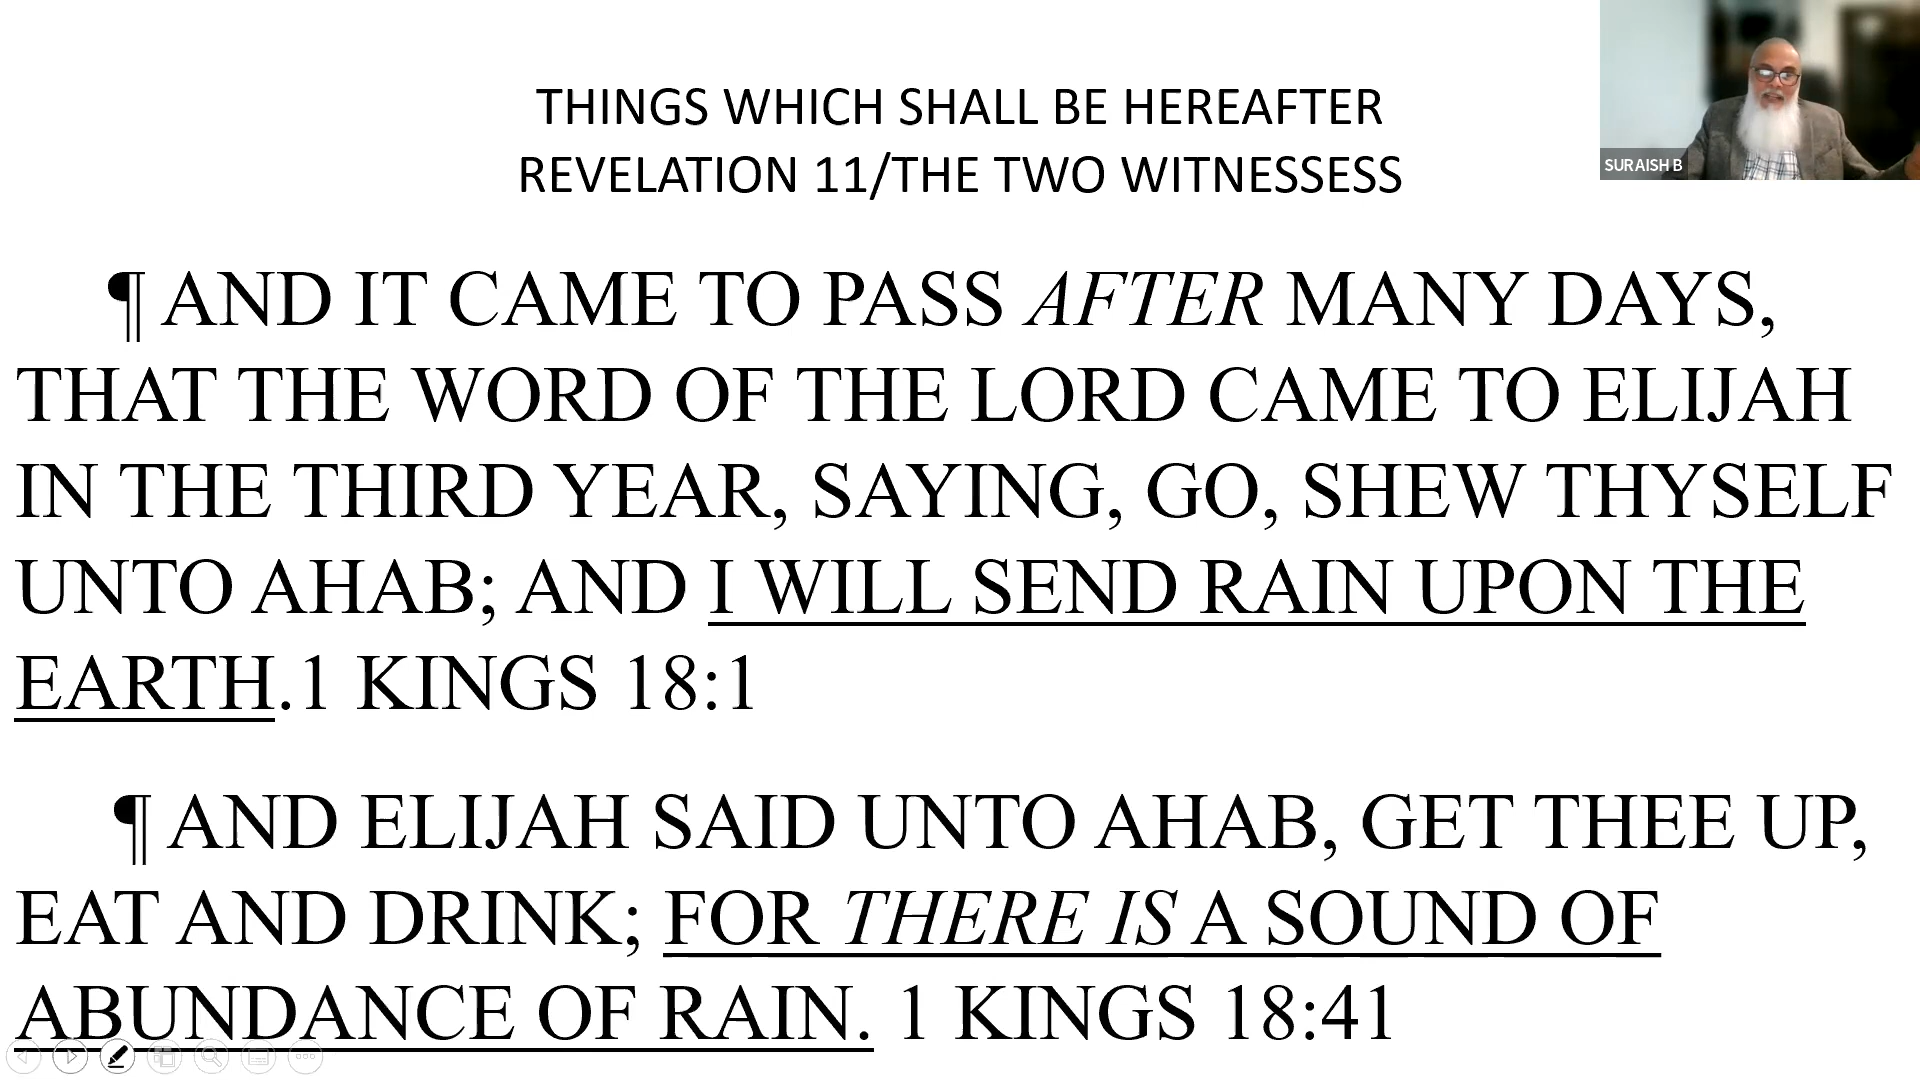 THINGS WHICH SHALL BE HEREAFTER
REVELATION 11/THE TWO WITNESSESS
SURAISH B
¶ AND IT CAME TO PASS AFTER MANY DAYS,
THAT THE WORD OF THE LORD CAME TO ELIJAH
IN THE THIRD YEAR, SAYING, GO, SHEW THYSELF
UNTO AHAB; AND I WILL SEND RAIN UPON THE
EARTH.1 KINGS 18:1
¶ AND ELIJAH SAID UNTO AHAB, GET THEE UP,
EAT AND DRINK; FOR THERE IS A SOUND OF
ABUNDANCE OF RAIN. 1 KINGS 18:41